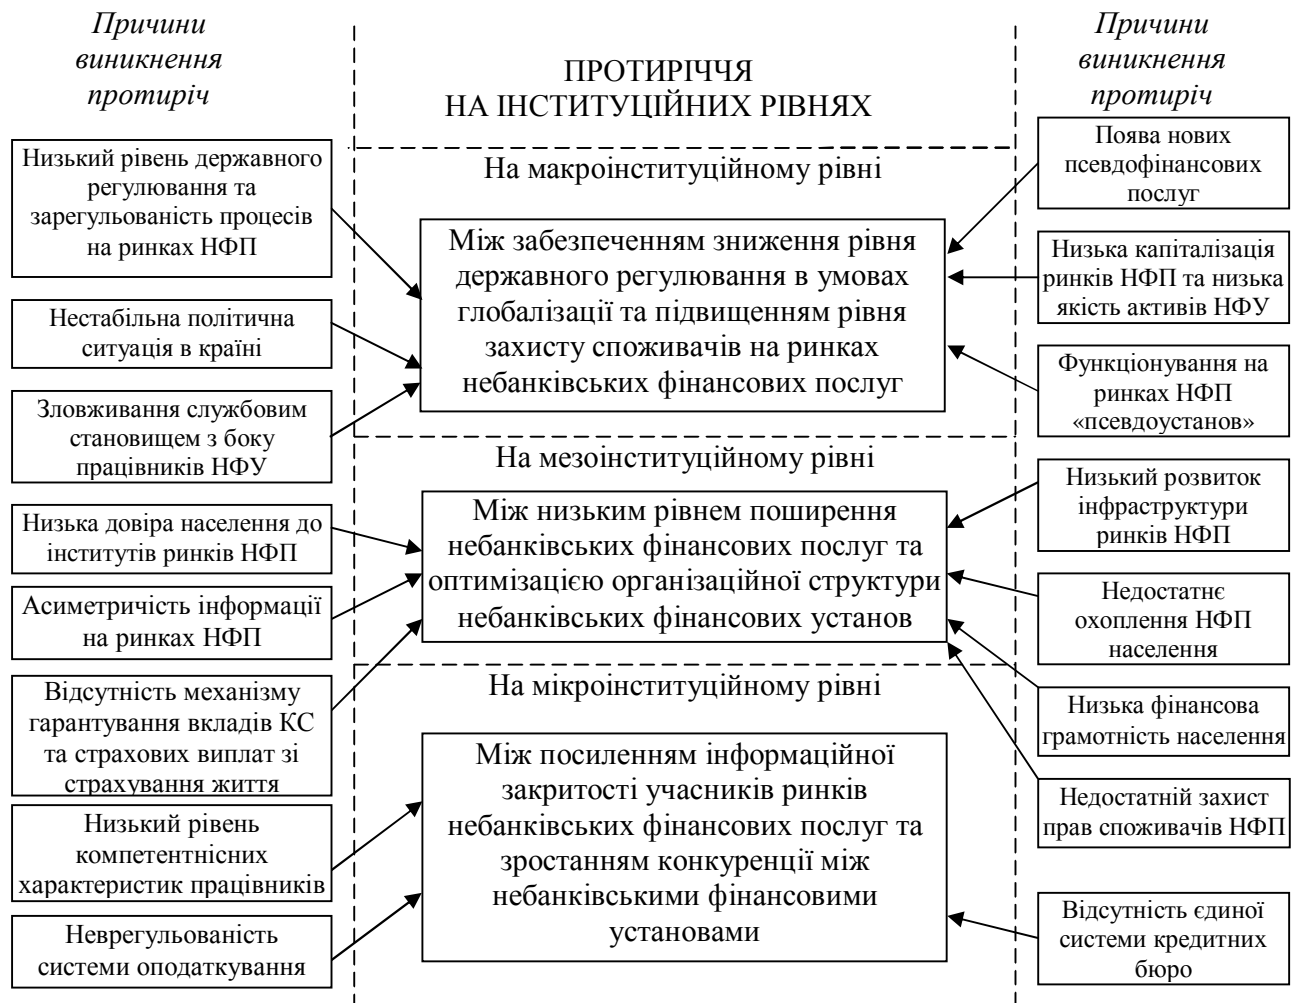 Причини
виникнення
протиріч
Низький рівень державного
регулювання та
зарегульованість процесів
на ринках НФП
Нестабільна політична
ситуація в країні
Зловживання службовим
становищем з боку
працівників НФУ
Низька довіра населення до
інститутів ринків НФП
Асиметричість інформації
на ринках НФП
Відсутність механізму
гарантування вкладів КС
та страхових виплат зі
страхування життя
Низький рівень
компетентнісних
характеристик працівників
Неврегульованість
системи оподаткування
ПРОТИРІЧЧЯ
НА ІНСТИТУЦІЙНИХ РІВНЯХ
На макроінституційному рівні
Між забезпеченням зниження рівня
державного регулювання в умовах
глобалізації та підвищенням рівня
захисту споживачів на ринках
небанківських фінансових послуг
На мезоінституційному рівні
Між низьким рівнем поширення
небанківських фінансових послуг та
оптимізацією організаційної структури
небанківських фінансових установ
На мікроінституційному рівні
Між посиленням інформаційної
закритості учасників ринків
небанківських фінансових послуг та
зростанням конкуренції між
небанківськими фінансовими
установами
Причини
виникнення
протиріч
Поява нових
псевдофінансових
послуг
Низька капіталізація
ринків НФП та низька
якість активів НФУ
Функціонування на
ринках НФП
«псевдоустанов»
Низький розвиток
інфраструктури
ринків НФП
Недостатнє
охоплення НФП
населення
Низька фінансова
грамотність населення
Недостатній захист
прав споживачів НФП
Відсутність єдиної
системи кредитних
бюро